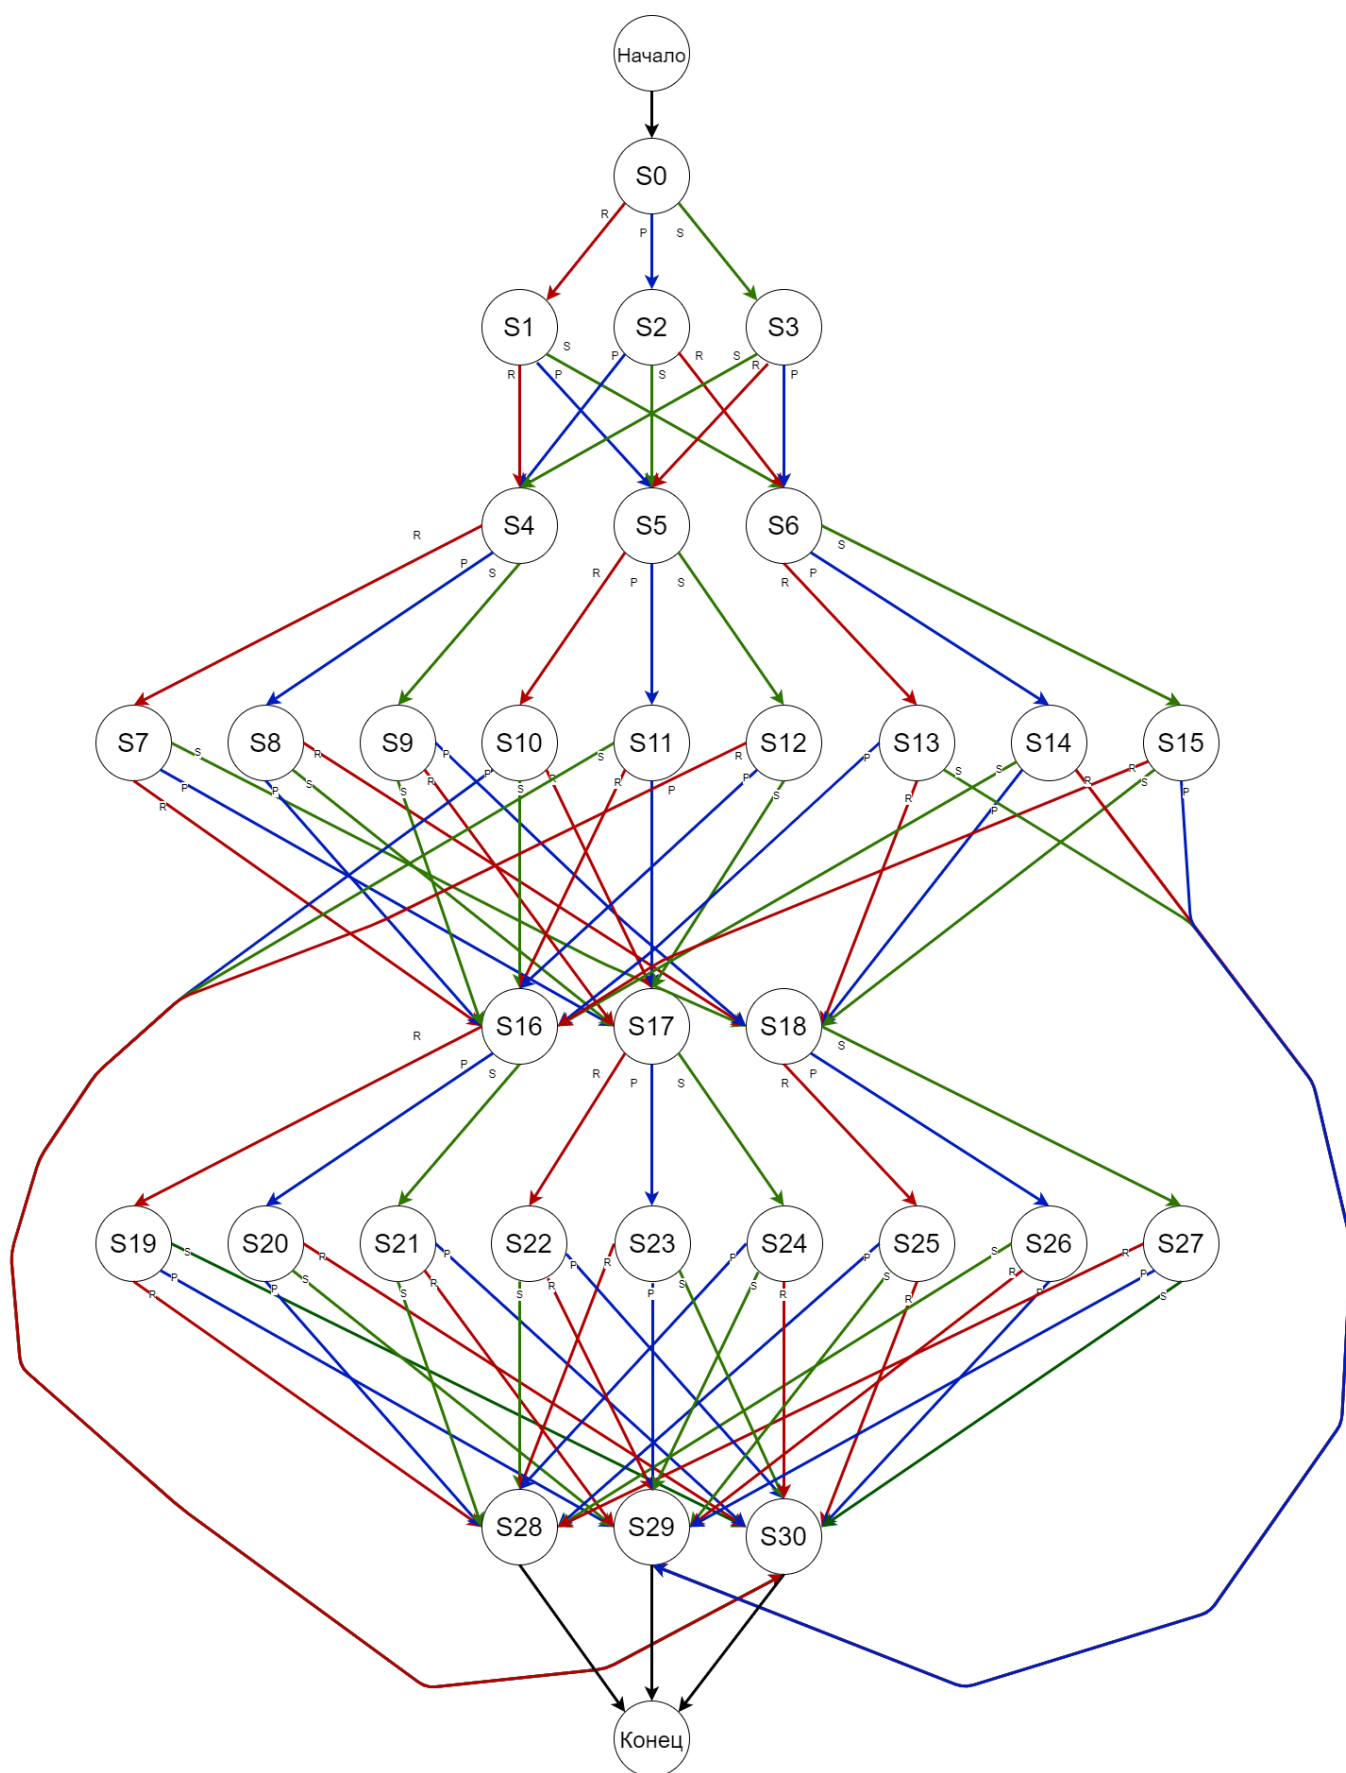 Начало
S0
R P S
S1 S2 S3
R P S P S R S R P
S4 S5 S6
R P S R P S R P S
S7 S8 S9 S10 S11 S12 S13 S14 S15
R P S P S R S R P P S R S R P R P S P R S S P R R S P
S16 S17 S18
R P S R P S R P S
S19 S20 S21 S22 S23 S24 S25 S26 S27
R P S P S R S R P S R P R P S P S R P S R S R P R P S
S28 S29 S30
Конец